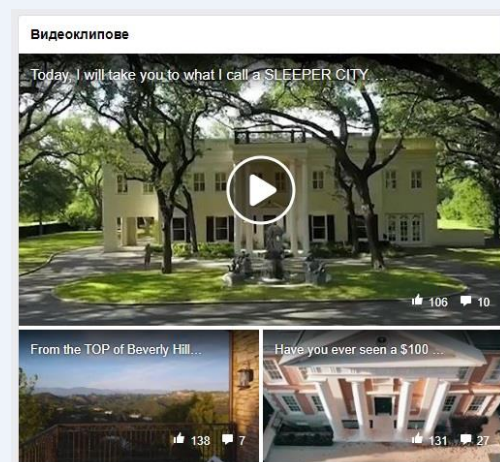 Видеоклипове
Today, I will take you to what I call a SLEEPER CITY. ...
106 10
From the TOP of Beverly Hill...
Have you ever seen a $100 ...
138 7
131 27